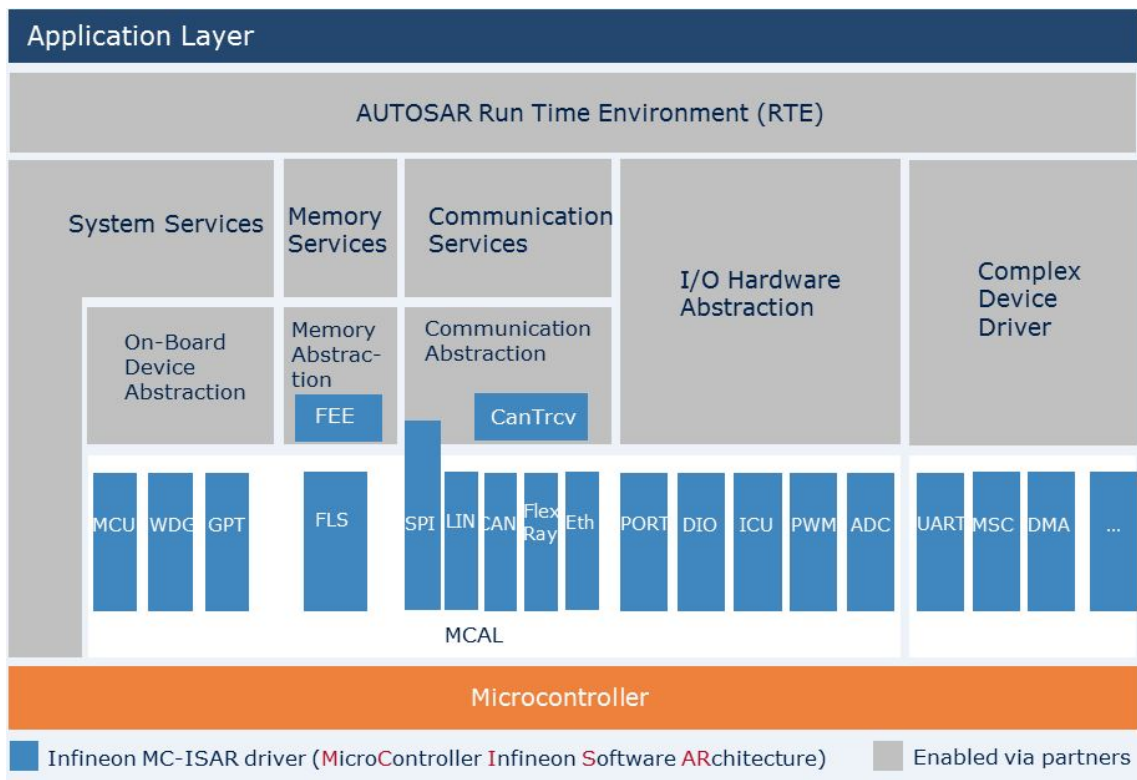 Application Layer
AUTOSAR Run Time Environment (RTE)
System Services
Memory
Services
Communication
Services
I/O Hardware
Abstraction
Complex
Device
Driver
On-Board
Device
Abstraction
Memory
Abstrac-
tion
Communication
Abstraction
FEE
CanTrcv
MCU
WDG
GPT
FLS
SPI
LIN
CAN
Flex
Ray
Eth
PORT
DIO
ICU
PWM
ADC
UART
MSC
DMA
...
MCAL
Microcontroller
Infineon MC-ISAR driver (MicroController Infineon Software ARchitecture)
Enabled via partners